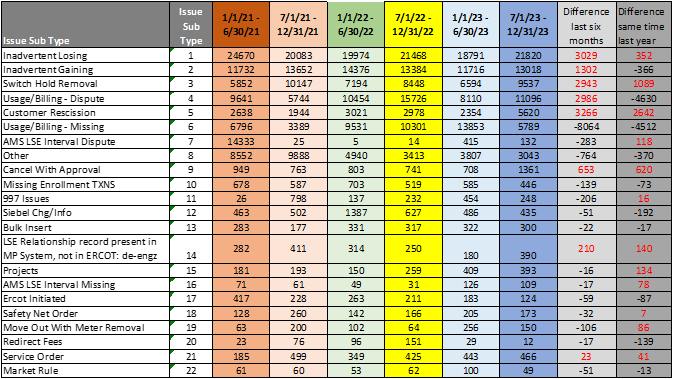 Issue Sub Type | Issue Sub Type | 1/1/21 - 6/30/21 | 7/1/21 - 12/31/21 | 1/1/22 - 6/30/22 | 7/1/22 - 12/31/22 | 1/1/23 - 6/30/23 | 7/1/23 - 12/31/23 | Difference last six months | Difference same time last year
Inadvertent Losing 1 24670 20083 19974 21468 18791 21820 3029 352
Inadvertent Gaining 2 11732 13652 14376 13384 11716 13018 1302 -366
Switch Hold Removal 3 5852 10147 7194 8448 6594 9537 2943 1089
Usage/Billing - Dispute 4 9641 5744 10454 15726 8110 11096 2986 -4630
Customer Rescission 5 2638 1944 3021 2978 2354 5620 3266 2642
Usage/Billing - Missing 6 6796 3389 9531 10301 13853 5789 -8064 -4512
AMS LSE Interval Dispute 7 14333 25 5 14 415 132 -283 118
Other 8 8552 9888 4940 3413 3807 3043 -764 -370
Cancel With Approval 9 949 763 803 741 708 1361 653 620
Missing Enrollment TXNS 10 678 587 703 519 585 446 -139 -73
997 Issues 11 26 798 137 232 454 248 -206 16
Siebel Chg/Info 12 463 502 1387 627 486 435 -51 -192
Bulk Insert 13 283 177 331 317 322 300 -22 -17
LSE Relationship record present in
MP System, not in ERCOT: de-engz 14 282 411 314 250 180 390 210 140
Projects 15 181 193 150 259 409 393 -16 134
AMS LSE Interval Missing 16 71 61 49 31 126 109 -17 78
Ercot Initiated 17 417 228 263 211 183 124 -59 -87
Safety Net Order 18 128 260 142 166 205 173 -32 7
Move Out With Meter Removal 19 63 200 102 64 256 150 -106 86
Redirect Fees 20 23 76 96 151 29 12 -17 -139
Service Order 21 185 499 349 425 443 466 23 41
Market Rule 22 61 60 53 62 100 49 -51 -13